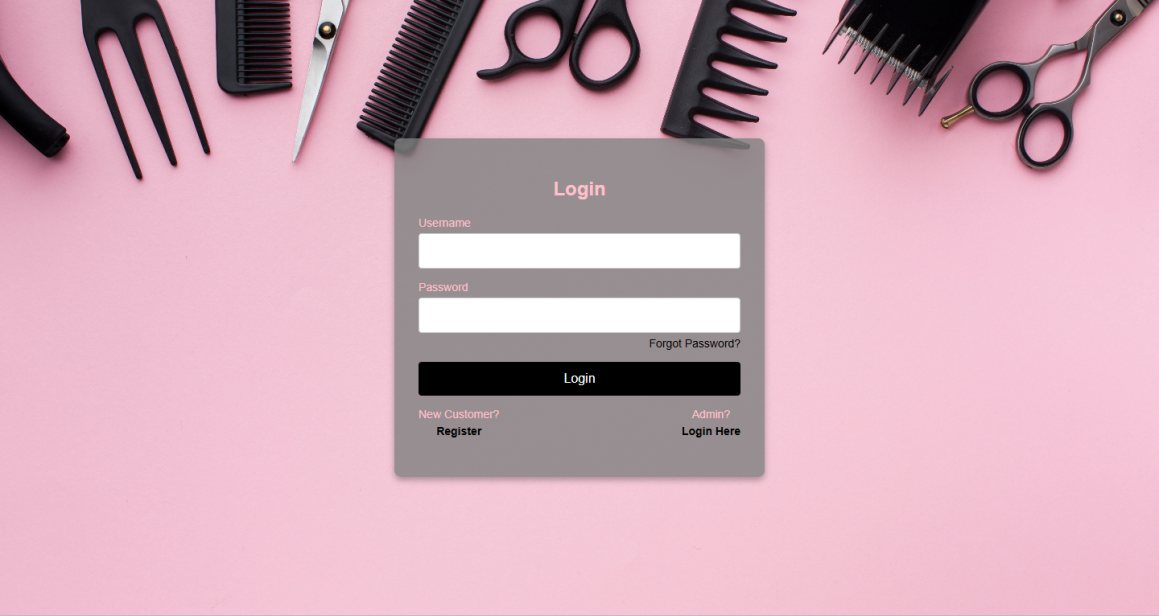 Login
Username
Password
Forgot Password?
Login
New Customer? Admin?
Register Login Here